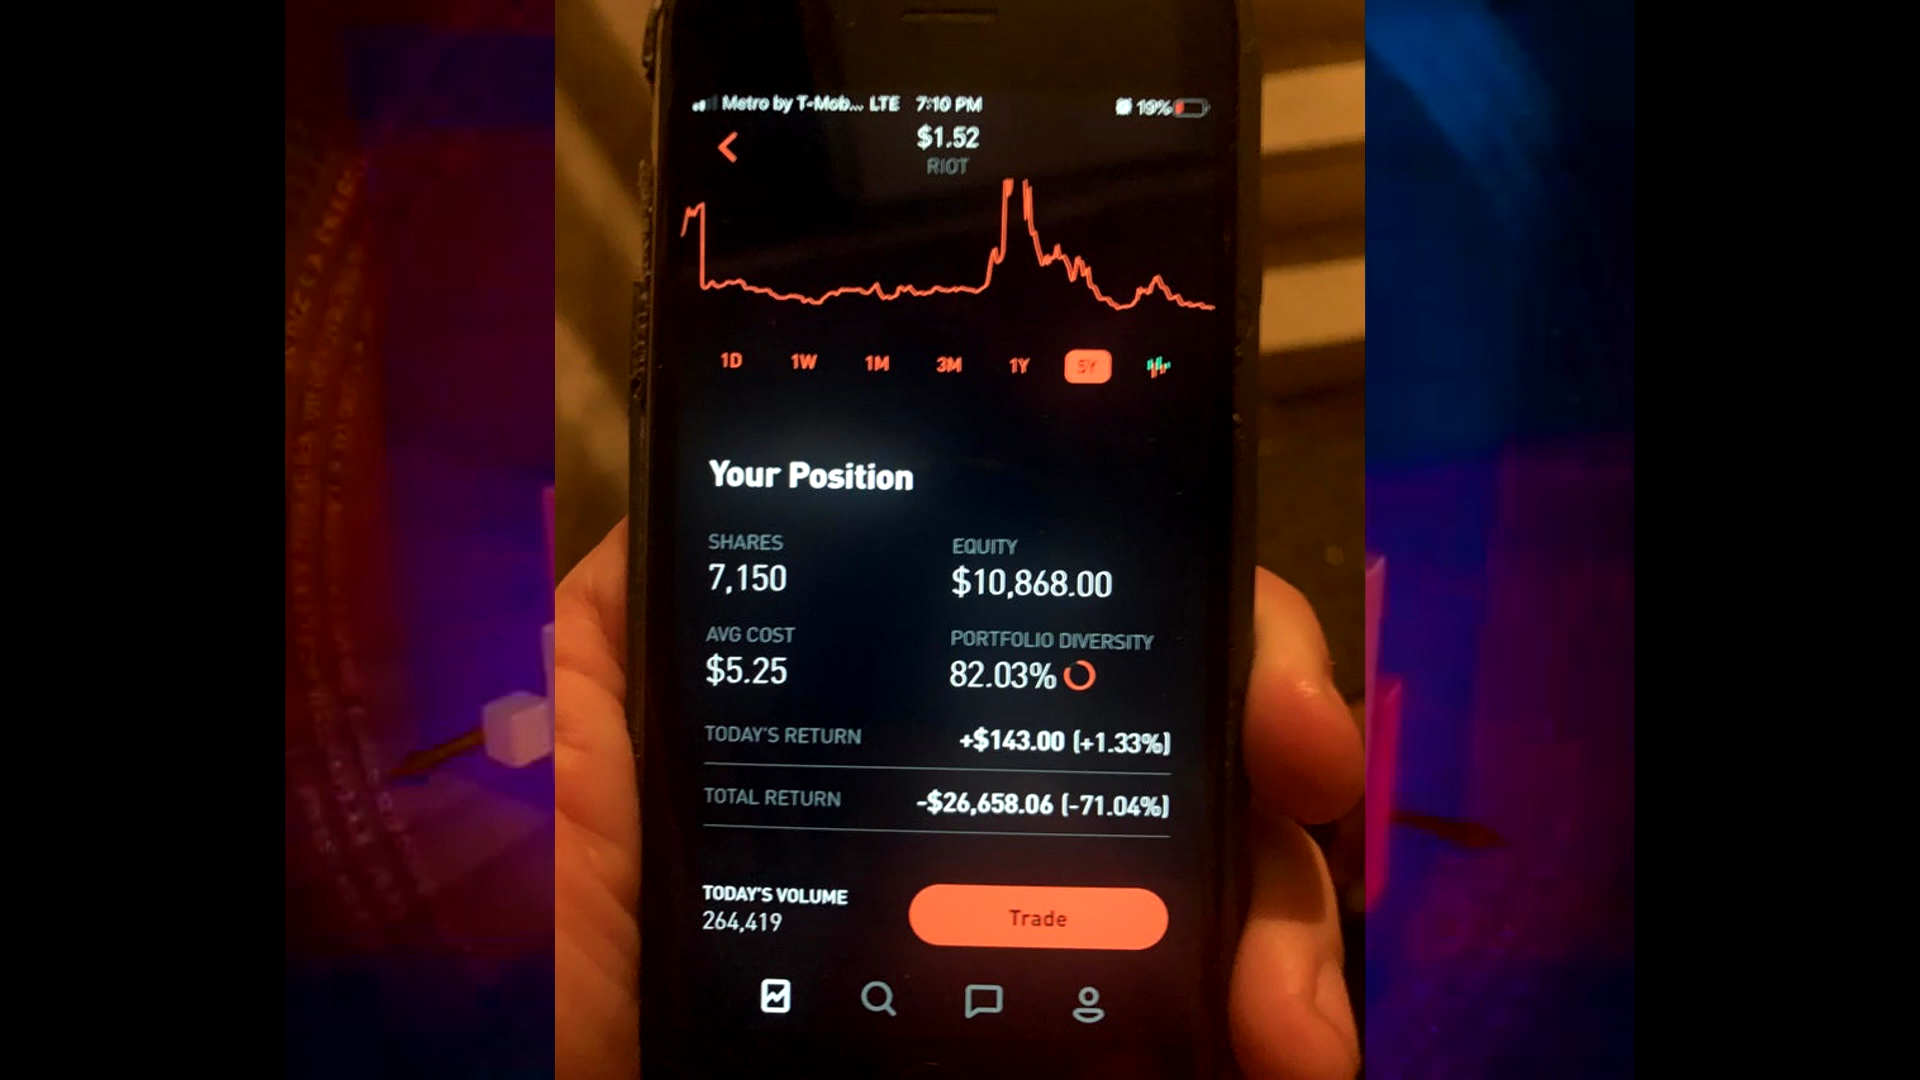 Metro by T-Mob... LTE 7:10 PM 19%
$1.52
RIOT
1D 1W 1M 3M 1Y 5Y
Your Position
SHARES EQUITY
7,150 $10,868.00
AVG COST PORTFOLIO DIVERSITY
$5.25 82.03%
TODAY'S RETURN +$143.00 (+1.33%)
TOTAL RETURN -$26,658.06 (-71.04%)
TODAY'S VOLUME
264,419
Trade